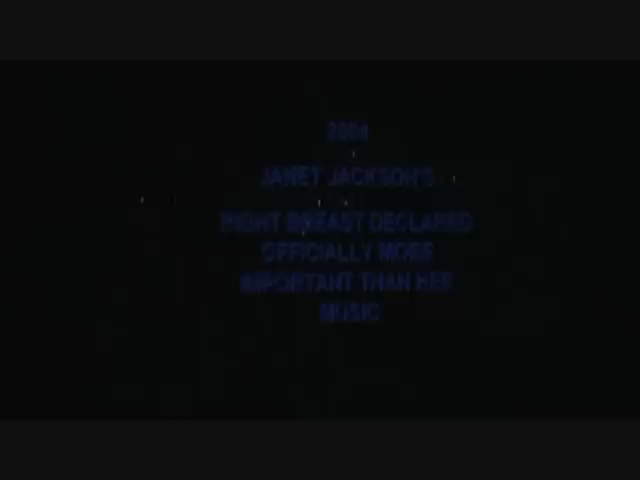 2004
JANET JACKSON'S
RIGHT BREAST DECLARED
OFFICIALLY MORE
IMPORTANT THAN HER
MUSIC